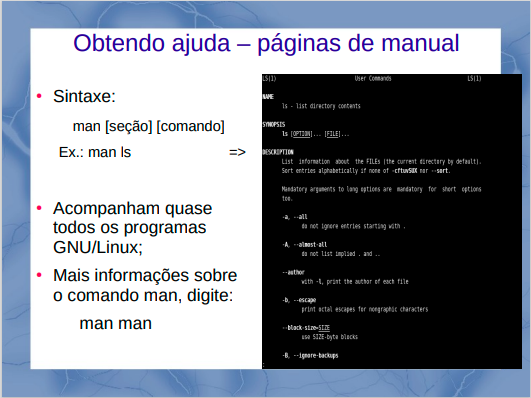 Obtendo ajuda – páginas de manual
• Sintaxe:
man [seção] [comando]
Ex.: man ls =>
• Acompanham quase
todos os programas
GNU/Linux;
• Mais informações sobre
o comando man, digite:
man man
LS(1) User Commands LS(1)
NAME
ls - list directory contents
SYNOPSIS
ls [OPTION]... [FILE]...
DESCRIPTION
List information about the FILEs (the current directory by default).
Sort entries alphabetically if none of -cftuvSUX nor --sort.
Mandatory arguments to long options are mandatory for short options
too.
-a, --all
do not ignore entries starting with .
-A, --almost-all
do not list implied . and ..
--author
with -l, print the author of each file
-b, --escape
print octal escapes for nongraphic characters
--block-size=SIZE
use SIZE-byte blocks
-B, --ignore-backups
: